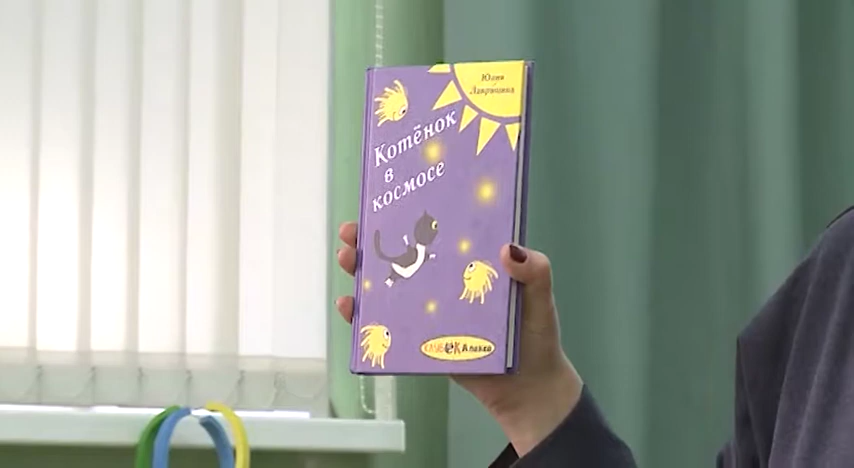 Юлия
Лавряшина
Котёнок
в
космосе